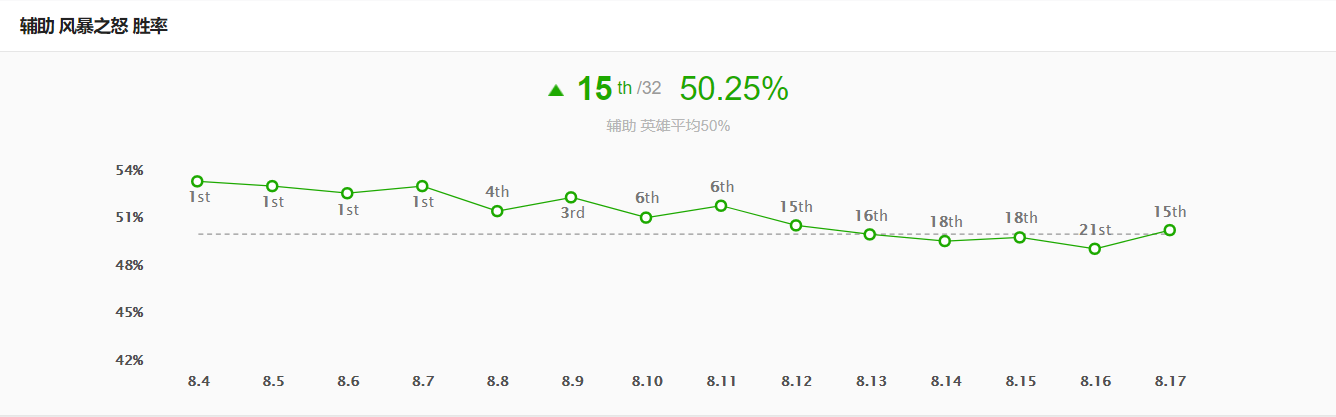 辅助 风暴之怒 胜率
15 th /32 50.25%
辅助 英雄平均50%
54%
51%
48%
45%
42%
1st
1st
1st
1st
4th
3rd
6th
6th
15th
16th
18th
18th
21st
15th
8.4 8.5 8.6 8.7 8.8 8.9 8.10 8.11 8.12 8.13 8.14 8.15 8.16 8.17